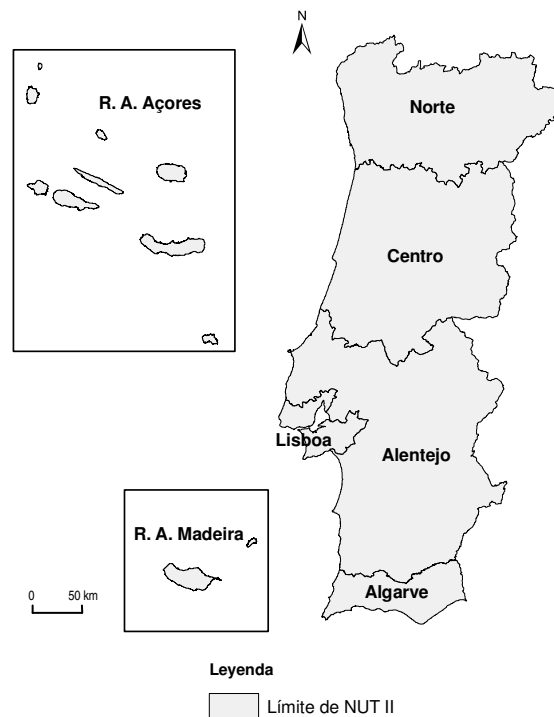 N
R. A. Açores
Norte
Centro
Lisboa
Alentejo
R. A. Madeira
0 50 km
Algarve
Leyenda
Límite de NUT II